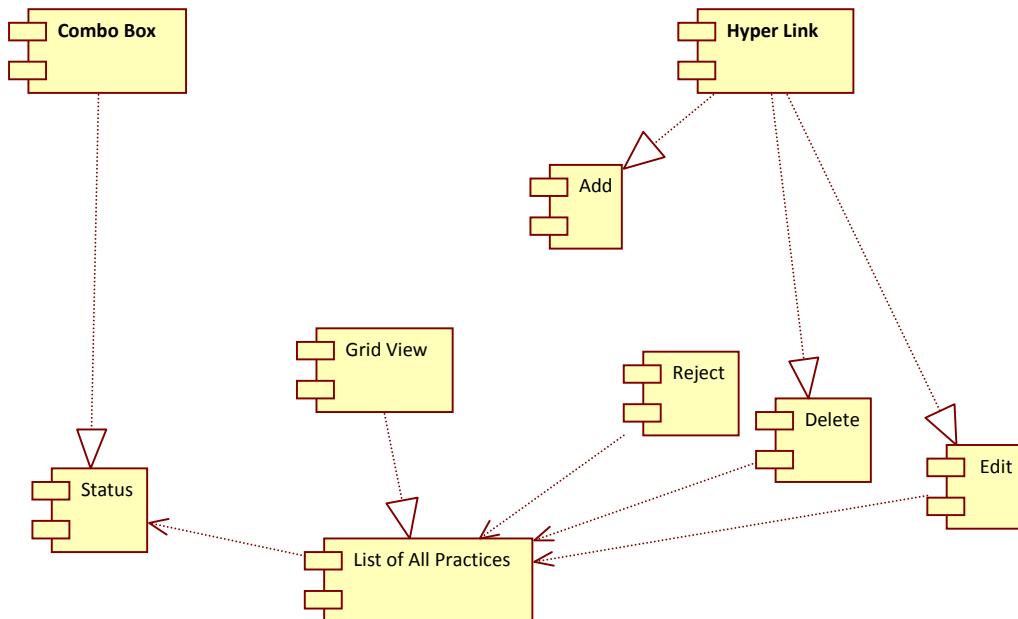 Combo Box
Hyper Link
Add
Grid View
Reject
Delete
Edit
Status
List of All Practices